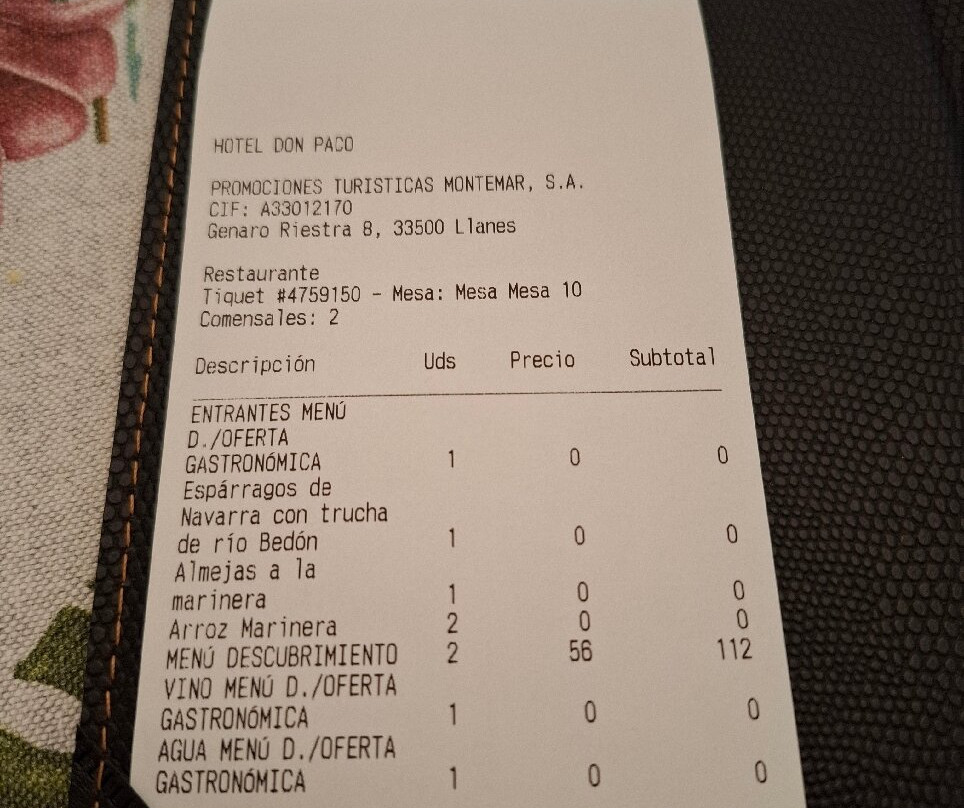 HOTEL DON PACO
PROMOCIONES TURISTICAS MONTEMAR, S.A.
CIF: A33012170
Genaro Riestra 8, 33500 Llanes
Restaurante
Tiquet #4759150 - Mesa: Mesa Mesa 10
Comensales: 2
Descripción Uds Precio Subtotal
ENTRANTES MENÚ
D./OFERTA
GASTRONÓMICA 1 0 0
Espárragos de
Navarra con trucha
de río Bedón 1 0 0
Almejas a la
marinera 1 0 0
Arroz Marinera 2 0 0
MENÚ DESCUBRIMIENTO 2 56 112
VINO MENÚ D./OFERTA
GASTRONÓMICA 1 0 0
AGUA MENÚ D./OFERTA
GASTRONÓMICA 1 0 0